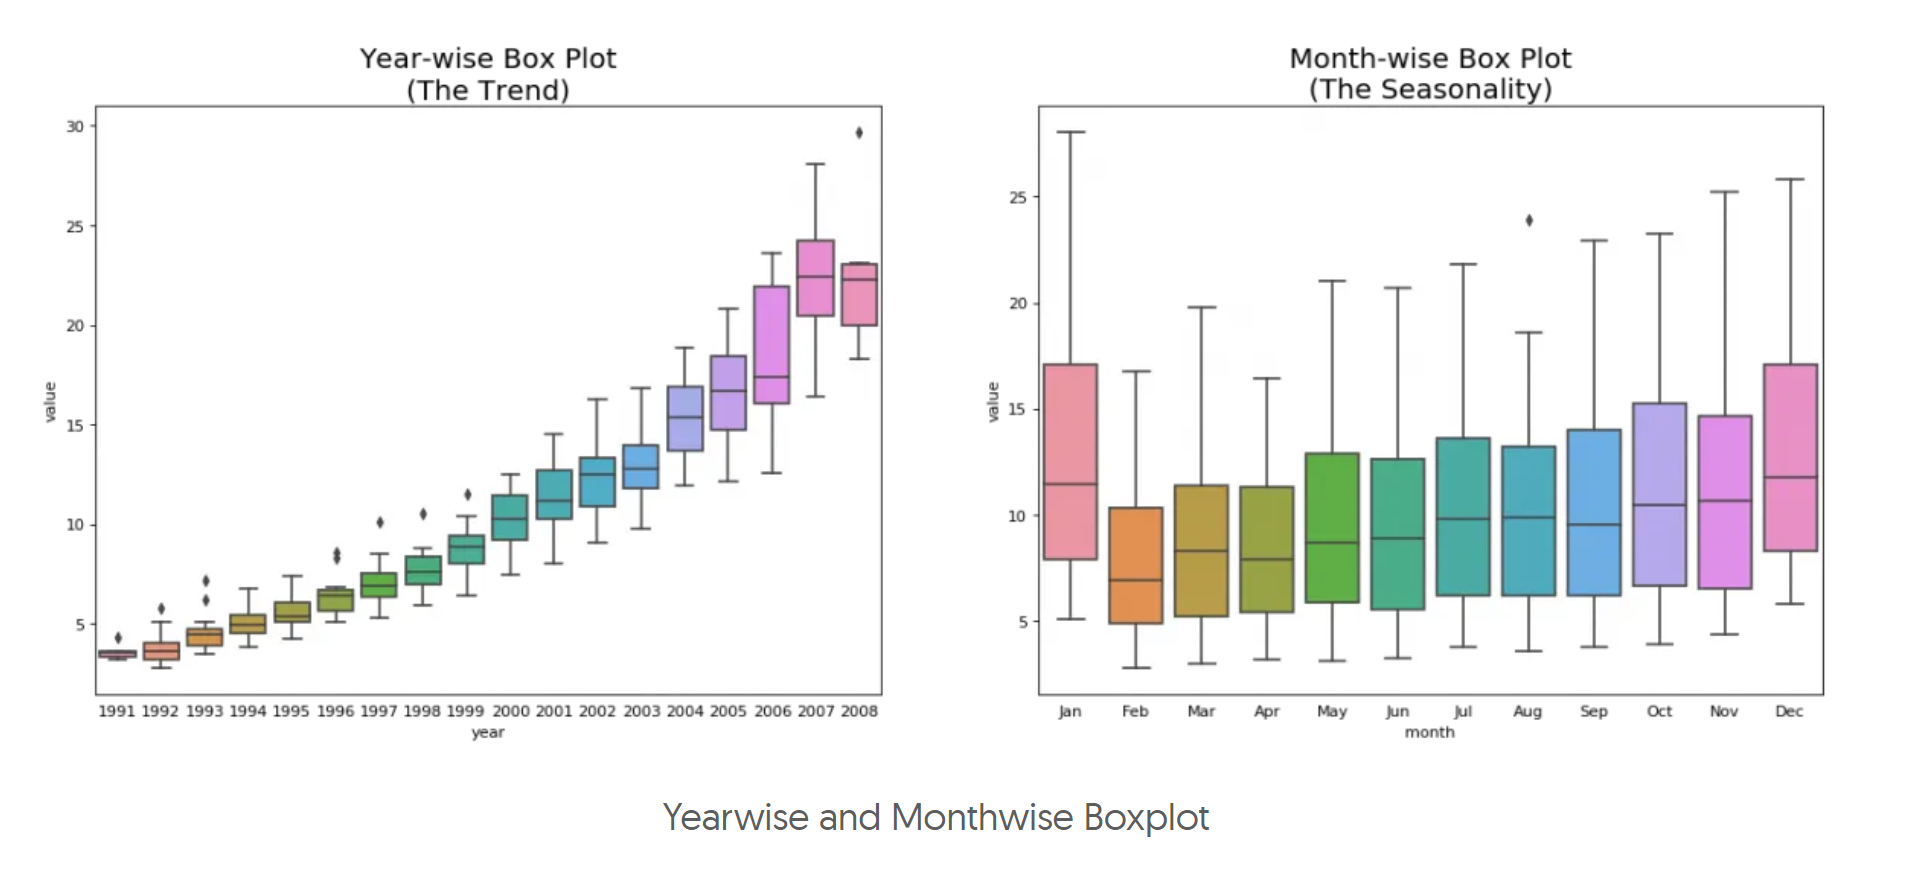 Year-wise Box Plot
(The Trend)
30
25
20
15
10
5
value
1991 1992 1993 1994 1995 1996 1997 1998 1999 2000 2001 2002 2003 2004 2005 2006 2007 2008
year
Month-wise Box Plot
(The Seasonality)
25
20
15
10
5
value
Jan Feb Mar Apr May Jun Jul Aug Sep Oct Nov Dec
month
Yearwise and Monthwise Boxplot